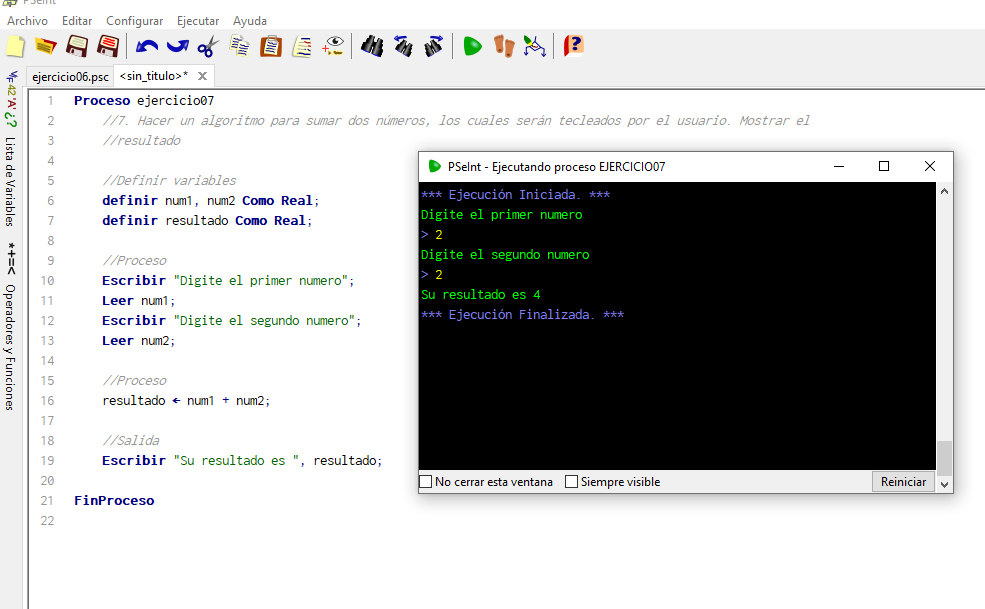 PSeInt
Archivo Editar Configurar Ejecutar Ayuda
ejercicio06.psc <sin_titulo>*
Lista de Variables
*+=< Operadores y Funciones
1 Proceso ejercicio07
2 //7. Hacer un algoritmo para sumar dos números, los cuales serán tecleados por el usuario. Mostrar el
3 //resultado
4
5 //Definir variables
6 definir num1, num2 Como Real;
7 definir resultado Como Real;
8
9 //Proceso
10 Escribir "Digite el primer numero";
11 Leer num1;
12 Escribir "Digite el segundo numero";
13 Leer num2;
14
15 //Proceso
16 resultado ← num1 + num2;
17
18 //Salida
19 Escribir "Su resultado es ", resultado;
20
21 FinProceso
22
PSeInt - Ejecutando proceso EJERCICIO07
*** Ejecución Iniciada. ***
Digite el primer numero
> 2
Digite el segundo numero
> 2
Su resultado es 4
*** Ejecución Finalizada. ***
No cerrar esta ventana Siempre visible Reiniciar